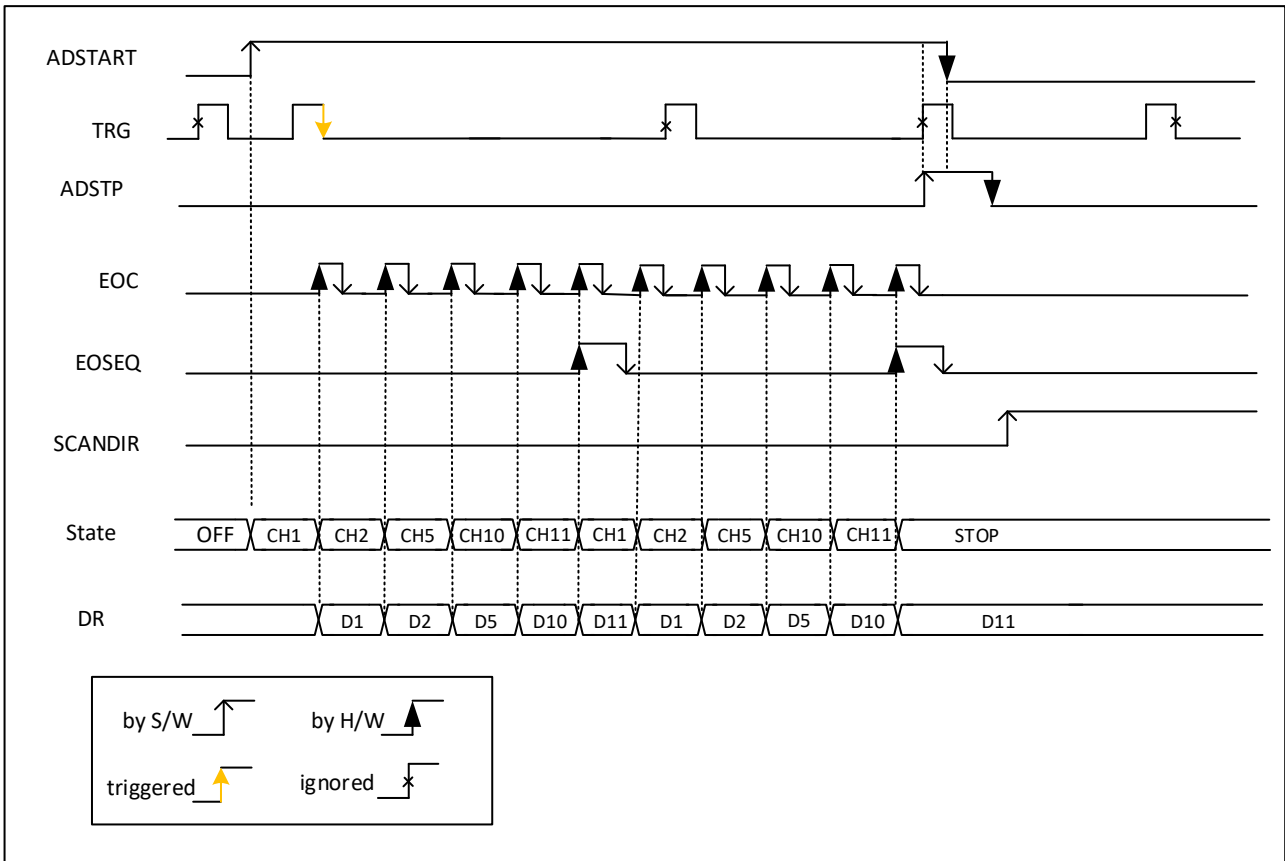 ADSTART
TRG
ADSTP
EOC
EOSEQ
SCANDIR
State OFF CH1 CH2 CH5 CH10 CH11 CH1 CH2 CH5 CH10 CH11 STOP
DR D1 D2 D5 D10 D11 D1 D2 D5 D10 D11
by S/W by H/W
triggered ignored